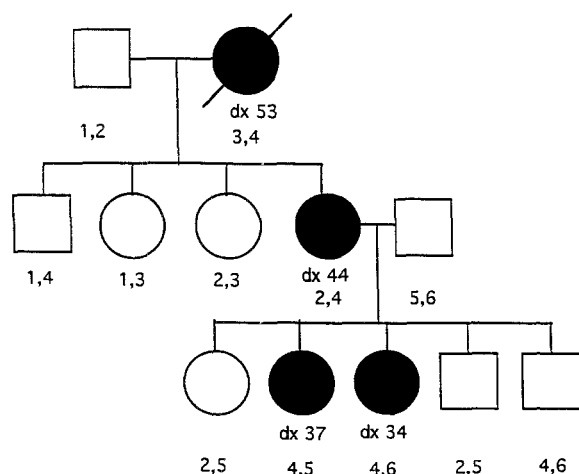 dx 53
1,2 3,4
1,4 1,3 2,3 dx 44
2,4 5,6
dx 37 dx 34
2,5 4,5 4,6 2,5 4,6